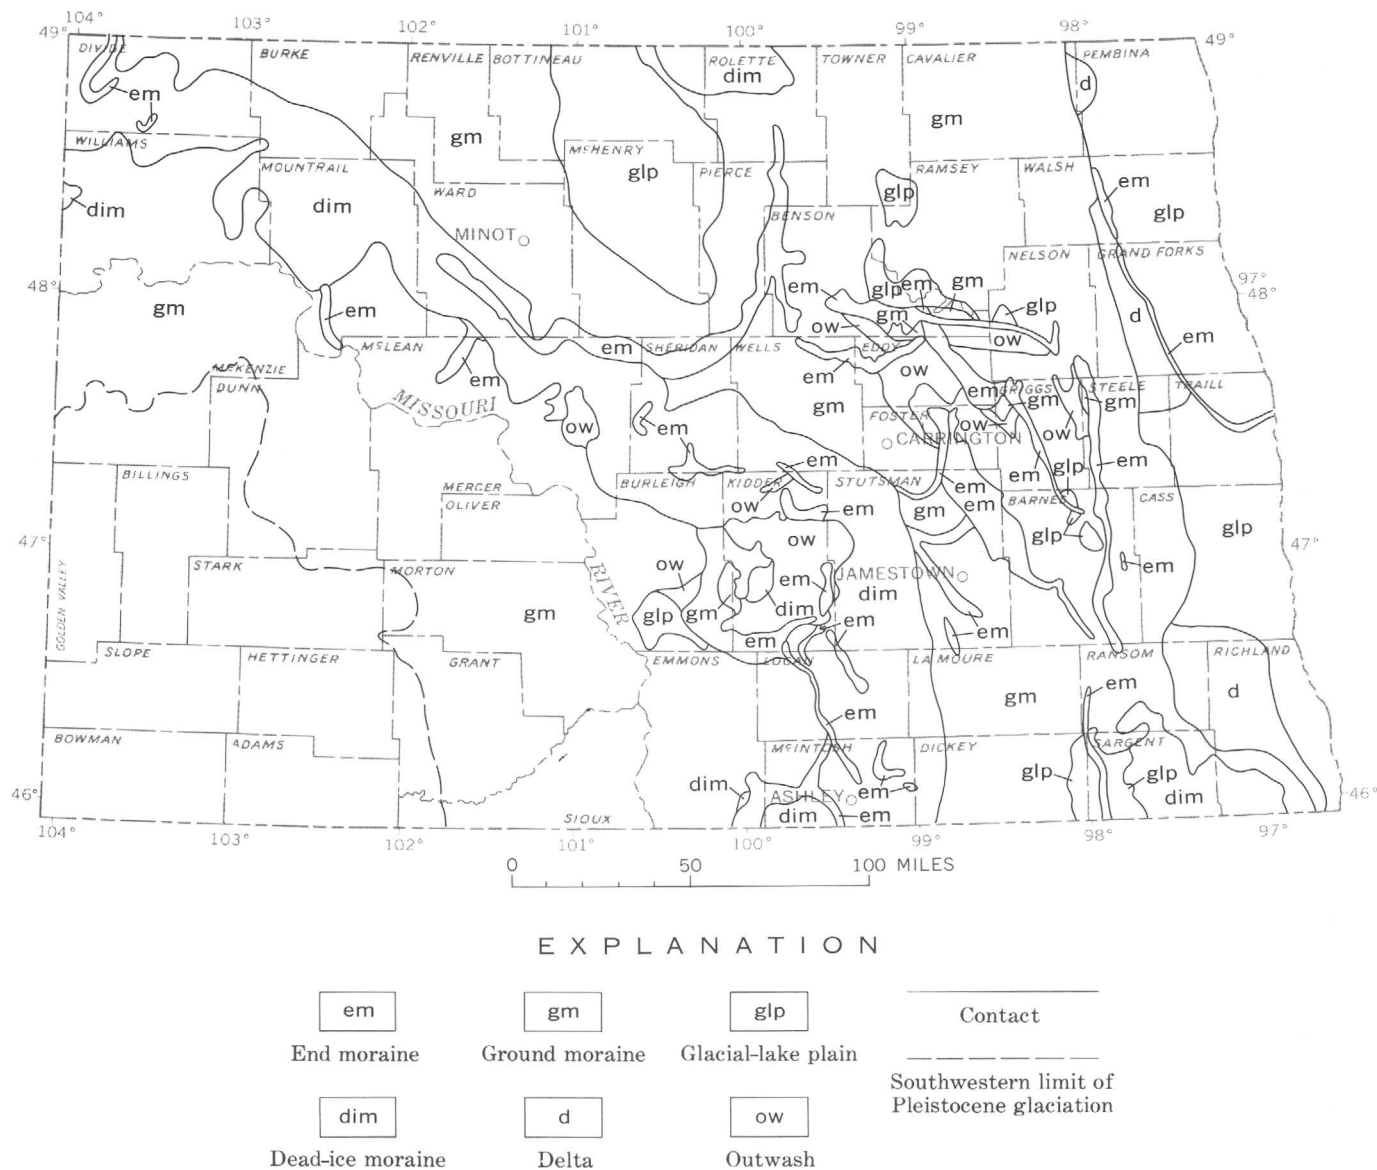 104° 103° 102° 101° 100° 99° 98°
49° 49°
DIVIDE BURKE RENVILLE BOTTINEAU ROLETTE TOWNER CAVALIER PEMBINA
dim d
em
gm gm
WILLIAMS McHENRY
MOUNTRAIL glp PIERCE RAMSEY WALSH
WARD glp em
dim dim BENSON glp
MINOT
NELSON GRAND FORKS
97°
48° em glp em gm 48°
gm em gm glp d
ow ow em
McLEAN em SHERIDAN WELLS EDDY
McKENZIE em em ow
DUNN em GRIGGS STEELE TRAILL
MISSOURI gm FOSTER gm gm
ow em ow ow
CARRINGTON
em glp em
BILLINGS em em
MERCER BURLEIGH KIDDER STUTSMAN em BARNES CASS
OLIVER ow em gm em glp
47° ow glp 47°
GOLDEN VALLEY STARK MORTON RIVER ow em JAMESTOWN em
gm glp gm dim dim
em em em
SLOPE HETTINGER GRANT EMMONS LOGAN LA MOURE RANSOM RICHLAND
gm em d
em
BOWMAN ADAMS McINTOSH DICKEY SARGENT
dim em glp glp
46° ASHLEY dim 46°
SIOUX dim em
104° 103° 102° 101° 100° 99° 98° 97°
0 50 100 MILES
EXPLANATION
em gm glp
Contact
End moraine Ground moraine Glacial-lake plain
Southwestern limit of
Pleistocene glaciation
dim d ow
Dead-ice moraine Delta Outwash